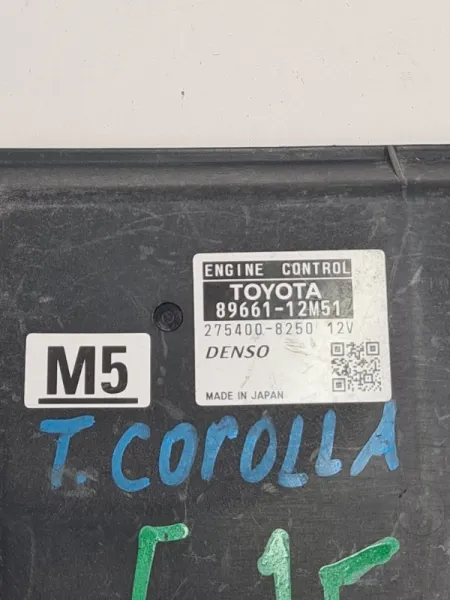 ENGINE CONTROL
TOYOTA
89661-12M51
275400-8250 12V
DENSO
MADE IN JAPAN
M5
T. COROLLA